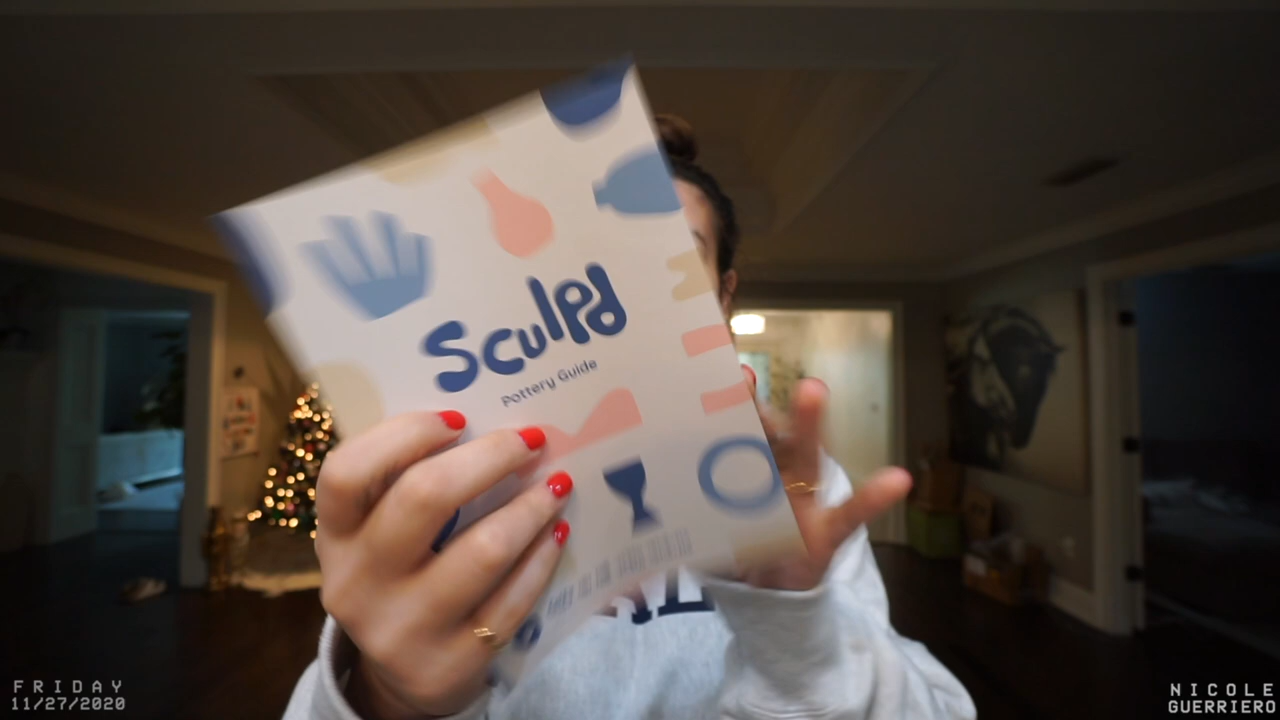 Sculpd
Pottery Guide
FRIDAY
11/27/2020
NICOLE
GUERRIERO